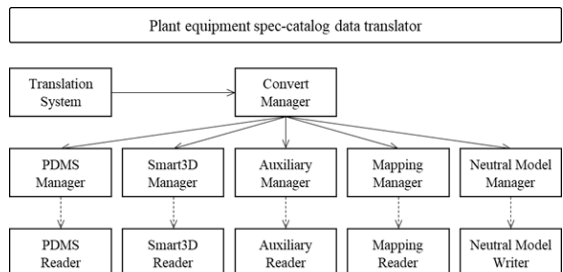 Plant equipment spec-catalog data translator
Translation
System
Convert
Manager
PDMS
Manager
Smart3D
Manager
Auxiliary
Manager
Mapping
Manager
Neutral Model
Manager
PDMS
Reader
Smart3D
Reader
Auxiliary
Reader
Mapping
Reader
Neutral Model
Writer